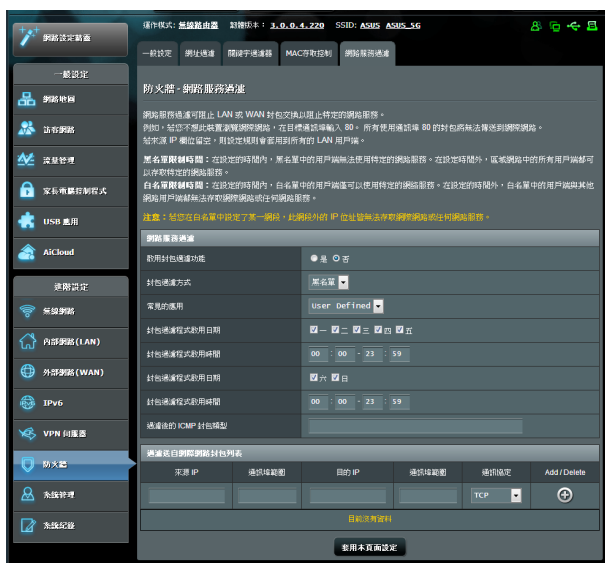 運作模式: 無線路由器 韌體版本: 3.0.0.4.220 SSID: ASUS ASUS_5G
網路設定精靈
一般設定
網路地圖
訪客網路
流量管理
家長電腦控制程式
USB 應用
AiCloud
進階設定
無線網路
內部網路(LAN)
外部網路(WAN)
IPv6
VPN 伺服器
防火牆
系統管理
系統紀錄
一般設定 網址過濾 關鍵字過濾器 MAC存取控制 網路服務過濾
防火牆 - 網路服務過濾
網路服務過濾可阻止 LAN 或 WAN 封包交換以阻止特定的網路服務。
例如，若您不想此裝置瀏覽網際網路，在目標通訊埠輸入 80。所有使用通訊埠 80 的封包將無法傳送到網際網路。
若來源 IP 欄位留空，則設定規則會套用到所有的 LAN 用戶端。
黑名單限制時間：在設定的時間內，黑名單中的用戶端無法使用特定的網路服務。在設定時間外，區域網路中的所有用戶端都可
以存取特定的網路服務。
白名單限制時間：在設定的時間內，白名單中的用戶端僅可以使用特定的網路服務。在設定的時間外，白名單中的用戶端與其他
網路用戶端都無法存取網際網路或任何網路服務。
注意：若您在白名單中設定了某一網段，此網段外的 IP 位址皆無法存取網際網路或任何網路服務。
網路服務過濾
啟用封包過濾功能 是 否
封包過濾方式 黑名單
常見的應用 User Defined
封包過濾程式啟用日期 一 二 三 四 五
封包過濾程式啟用時間 00 : 00 - 23 : 59
封包過濾程式啟用日期 六 日
封包過濾程式啟用時間 00 : 00 - 23 : 59
過濾後的 ICMP 封包類型
過濾送自網際網路封包列表
來源 IP 通訊埠範圍 目的 IP 通訊埠範圍 通訊協定 Add / Delete
TCP
目前沒有資料
套用本頁面設定